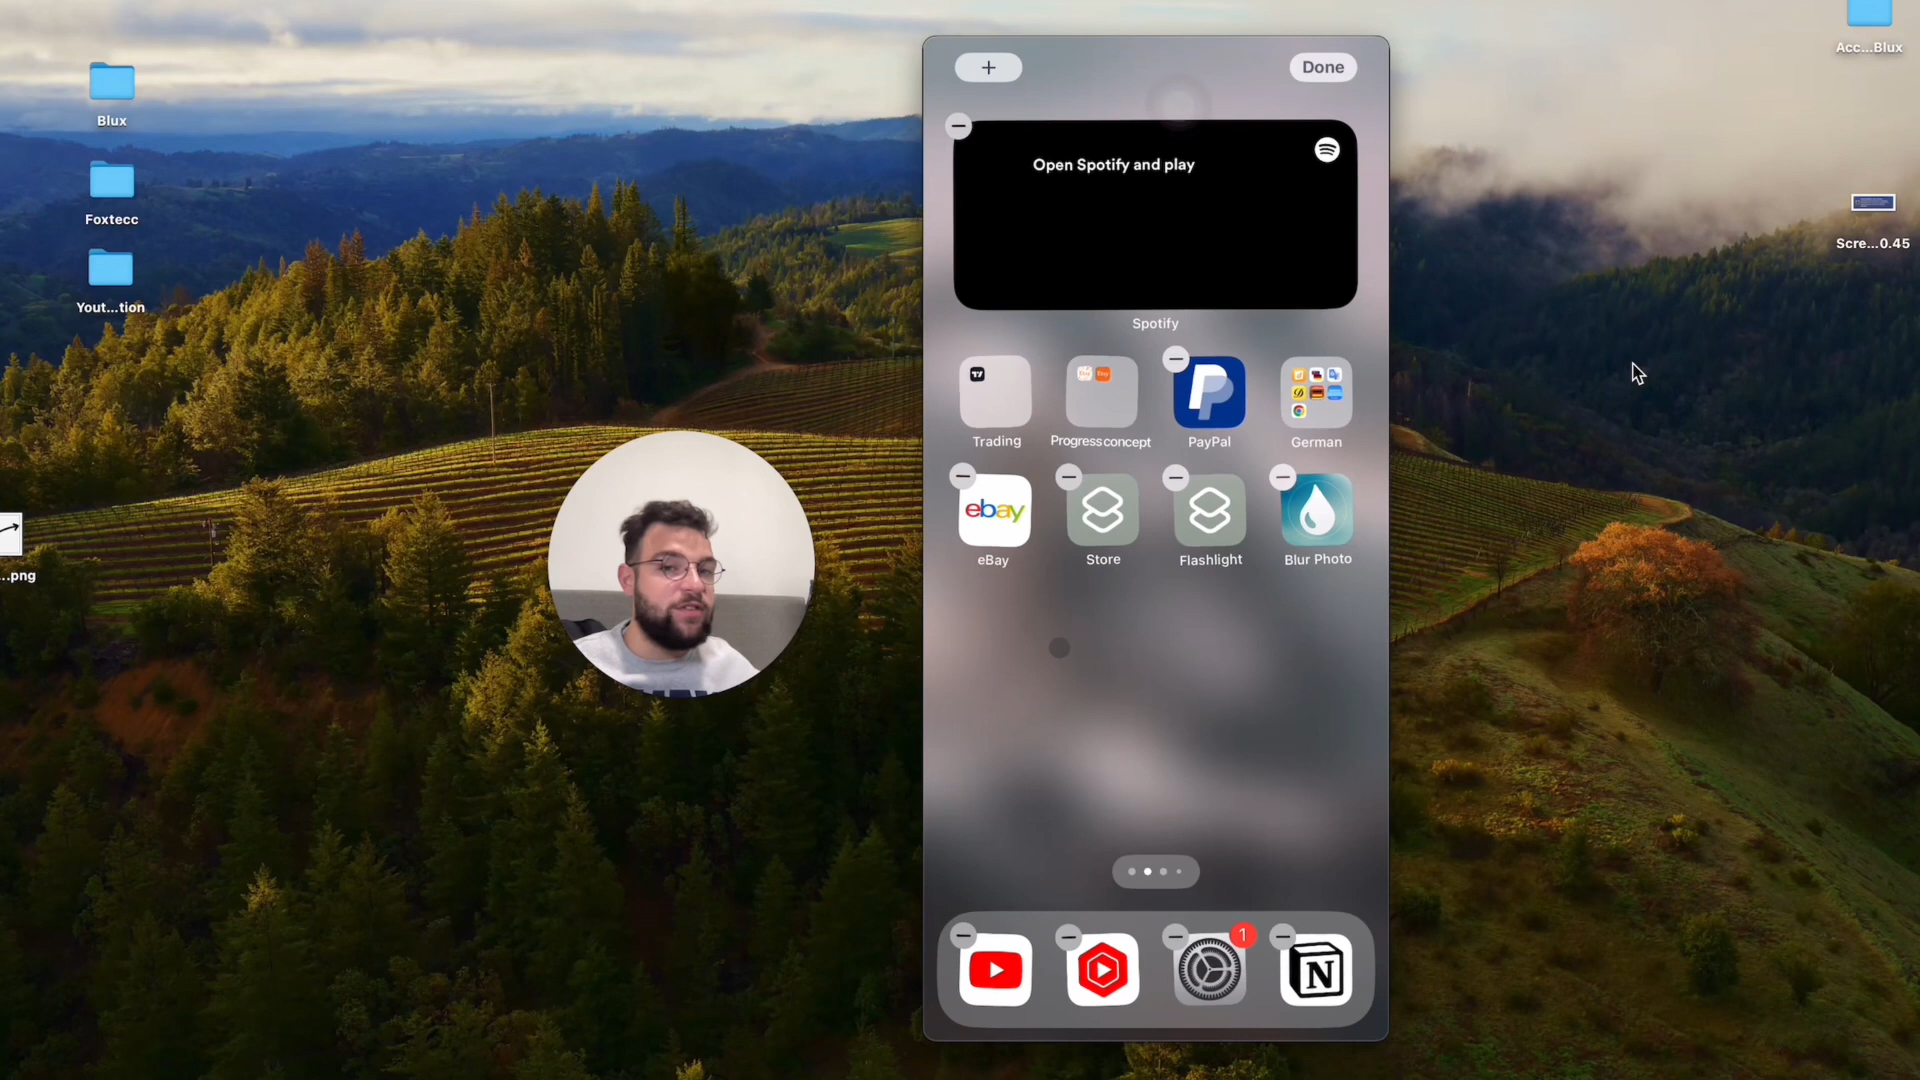 Acc...Blux
+
Done
Blux
Open Spotify and play
Foxtecc
Scre...0.45
Yout...tion
Spotify
Trading
Progress concept
PayPal
German
ebay
eBay
Store
Flashlight
Blur Photo
...png
1
N